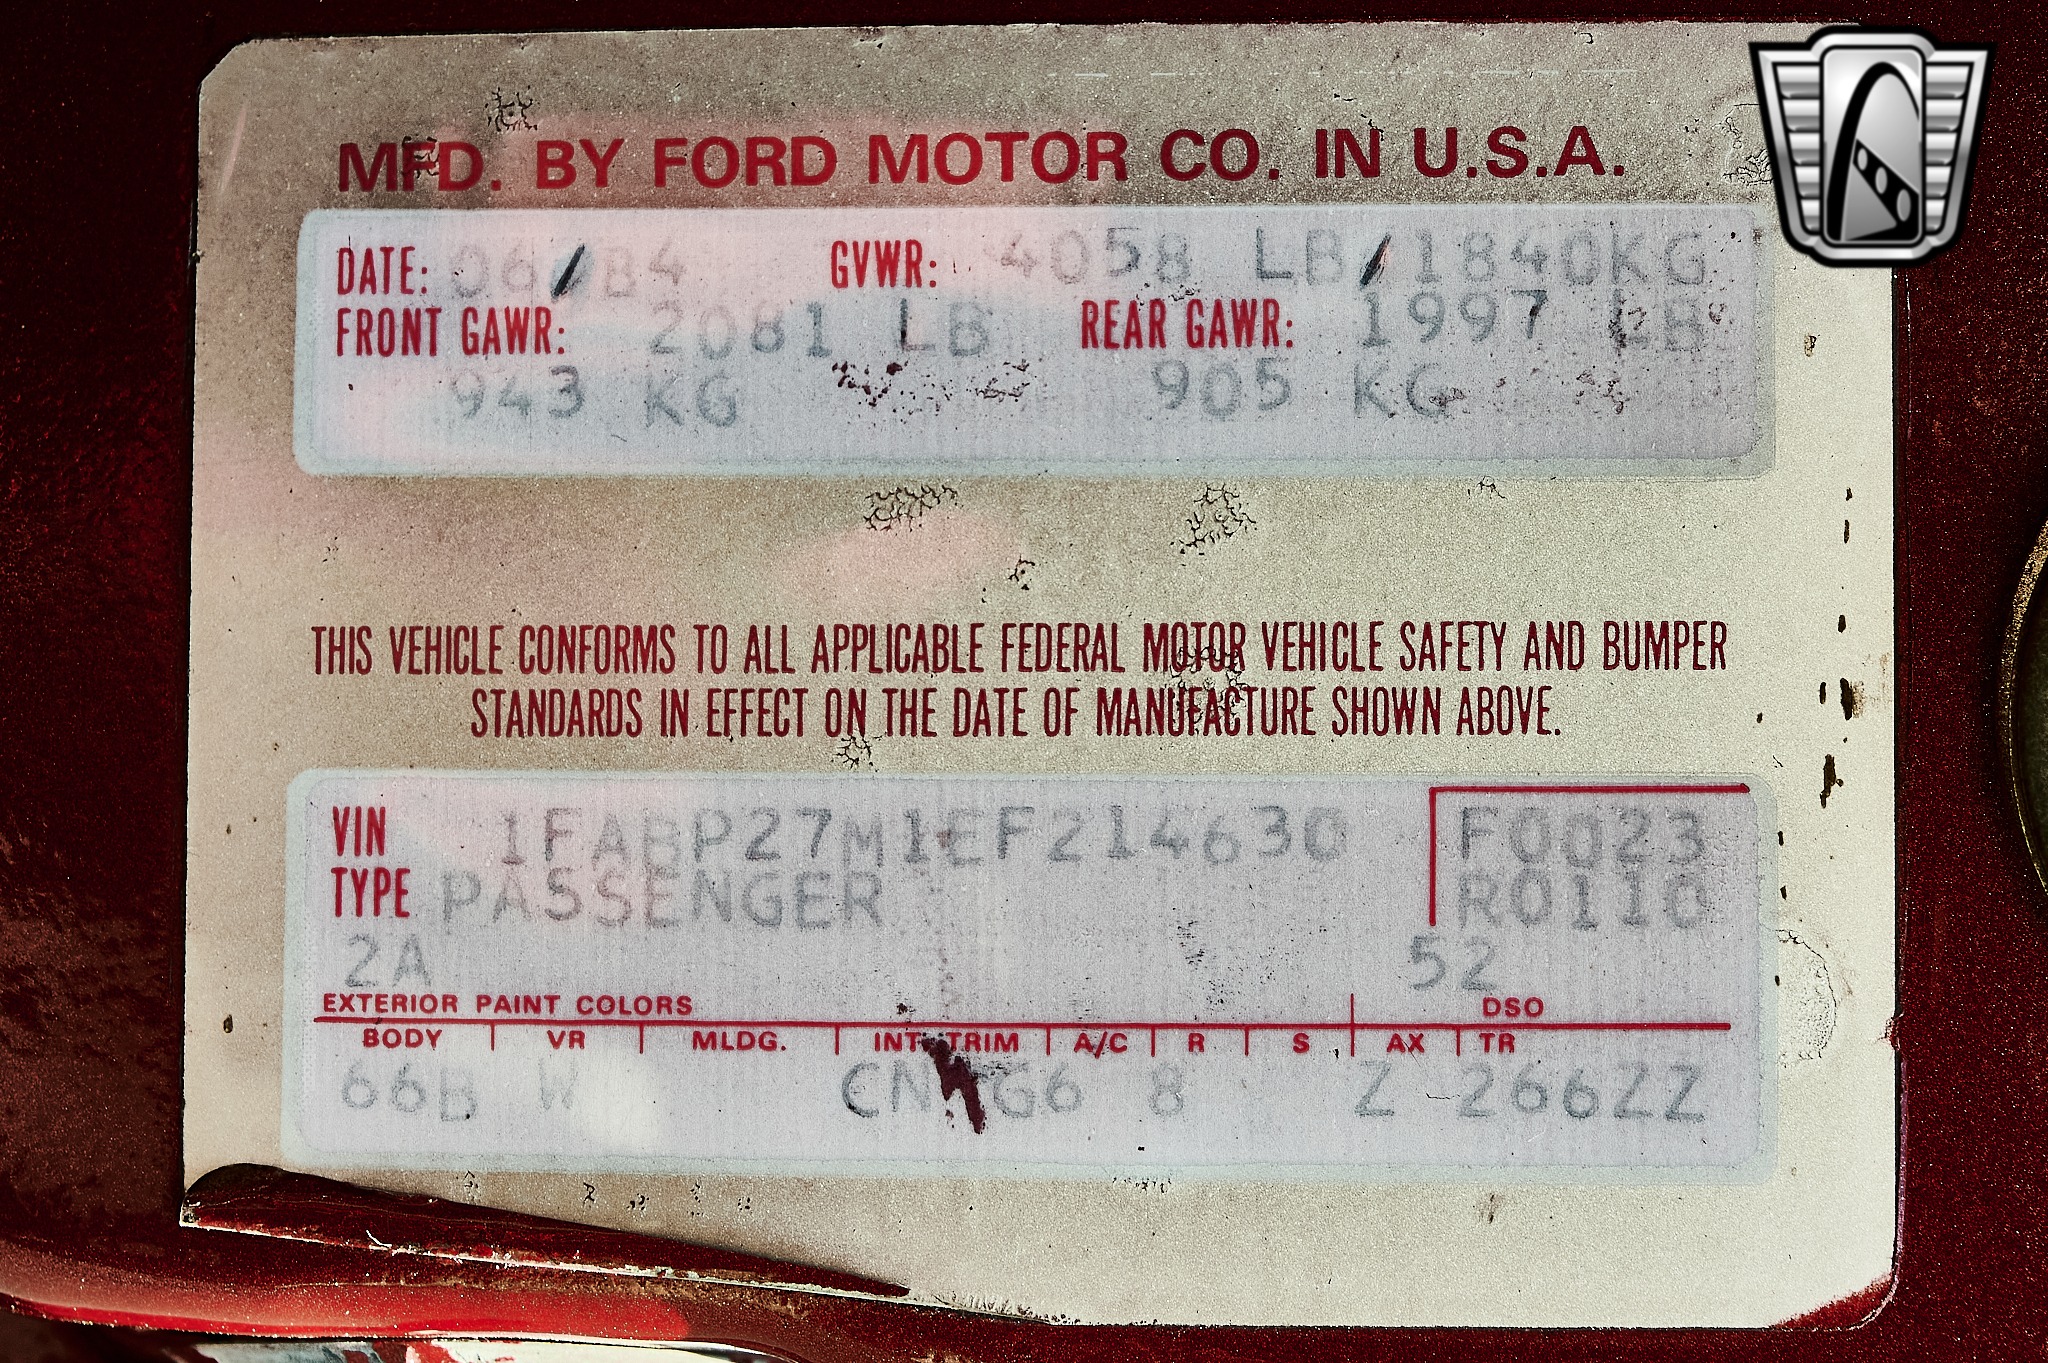 MFD. BY FORD MOTOR CO. IN U.S.A.
DATE: 06/84 GVWR: 4058 LB/1840KG
FRONT GAWR: 2081 LB REAR GAWR: 1997 LB
943 KG 905 KG
THIS VEHICLE CONFORMS TO ALL APPLICABLE FEDERAL MOTOR VEHICLE SAFETY AND BUMPER
STANDARDS IN EFFECT ON THE DATE OF MANUFACTURE SHOWN ABOVE.
VIN 1FABP27M1EF214630 F0023
TYPE PASSENGER R0110
2A 52
EXTERIOR PAINT COLORS DSO
BODY VR MLDG. INT. TRIM A/C R S AX TR
66B W G6 8 Z 266ZZ